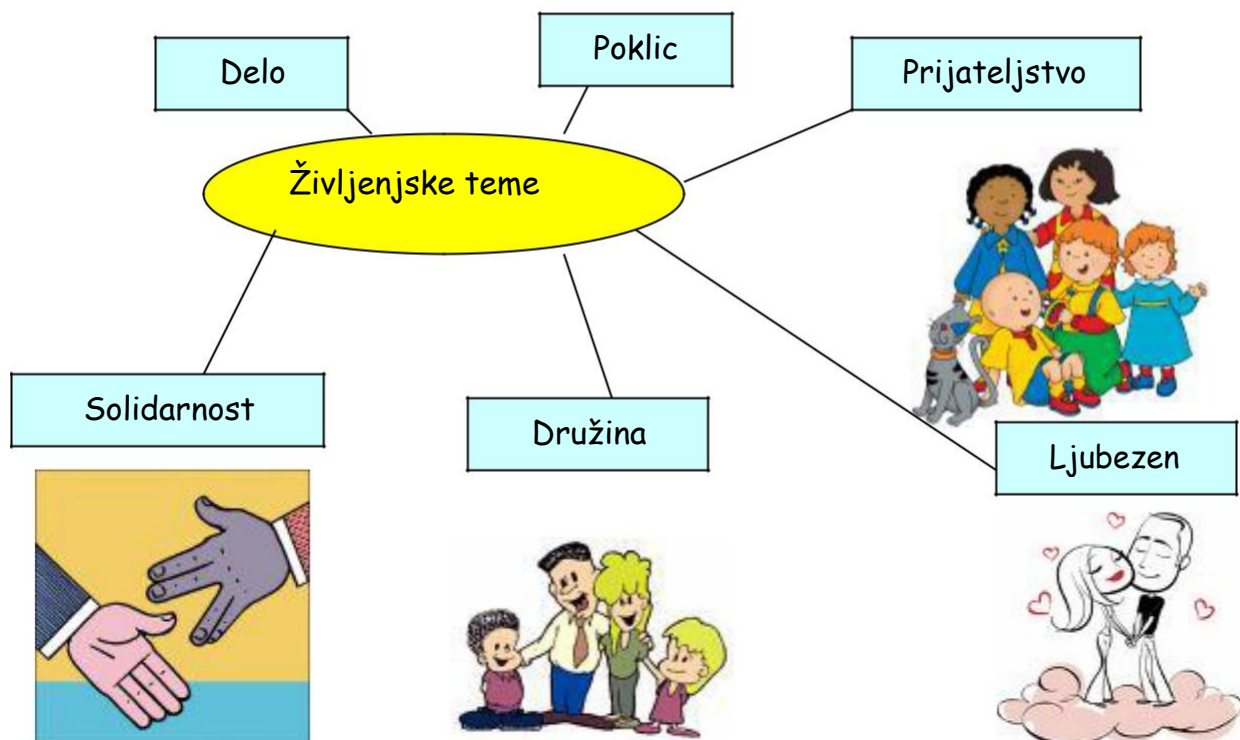 Delo
Poklic
Prijateljstvo
Življenjske teme
Solidarnost
Družina
Ljubezen